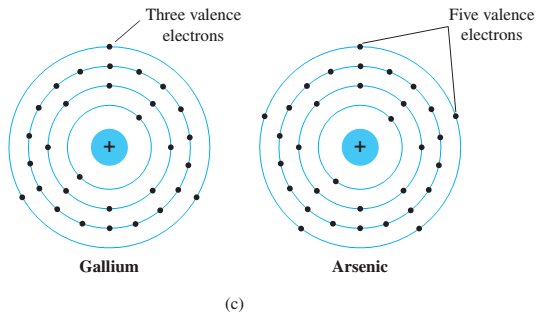 Three valence
electrons
Five valence
electrons
+
+
Gallium
Arsenic
(c)